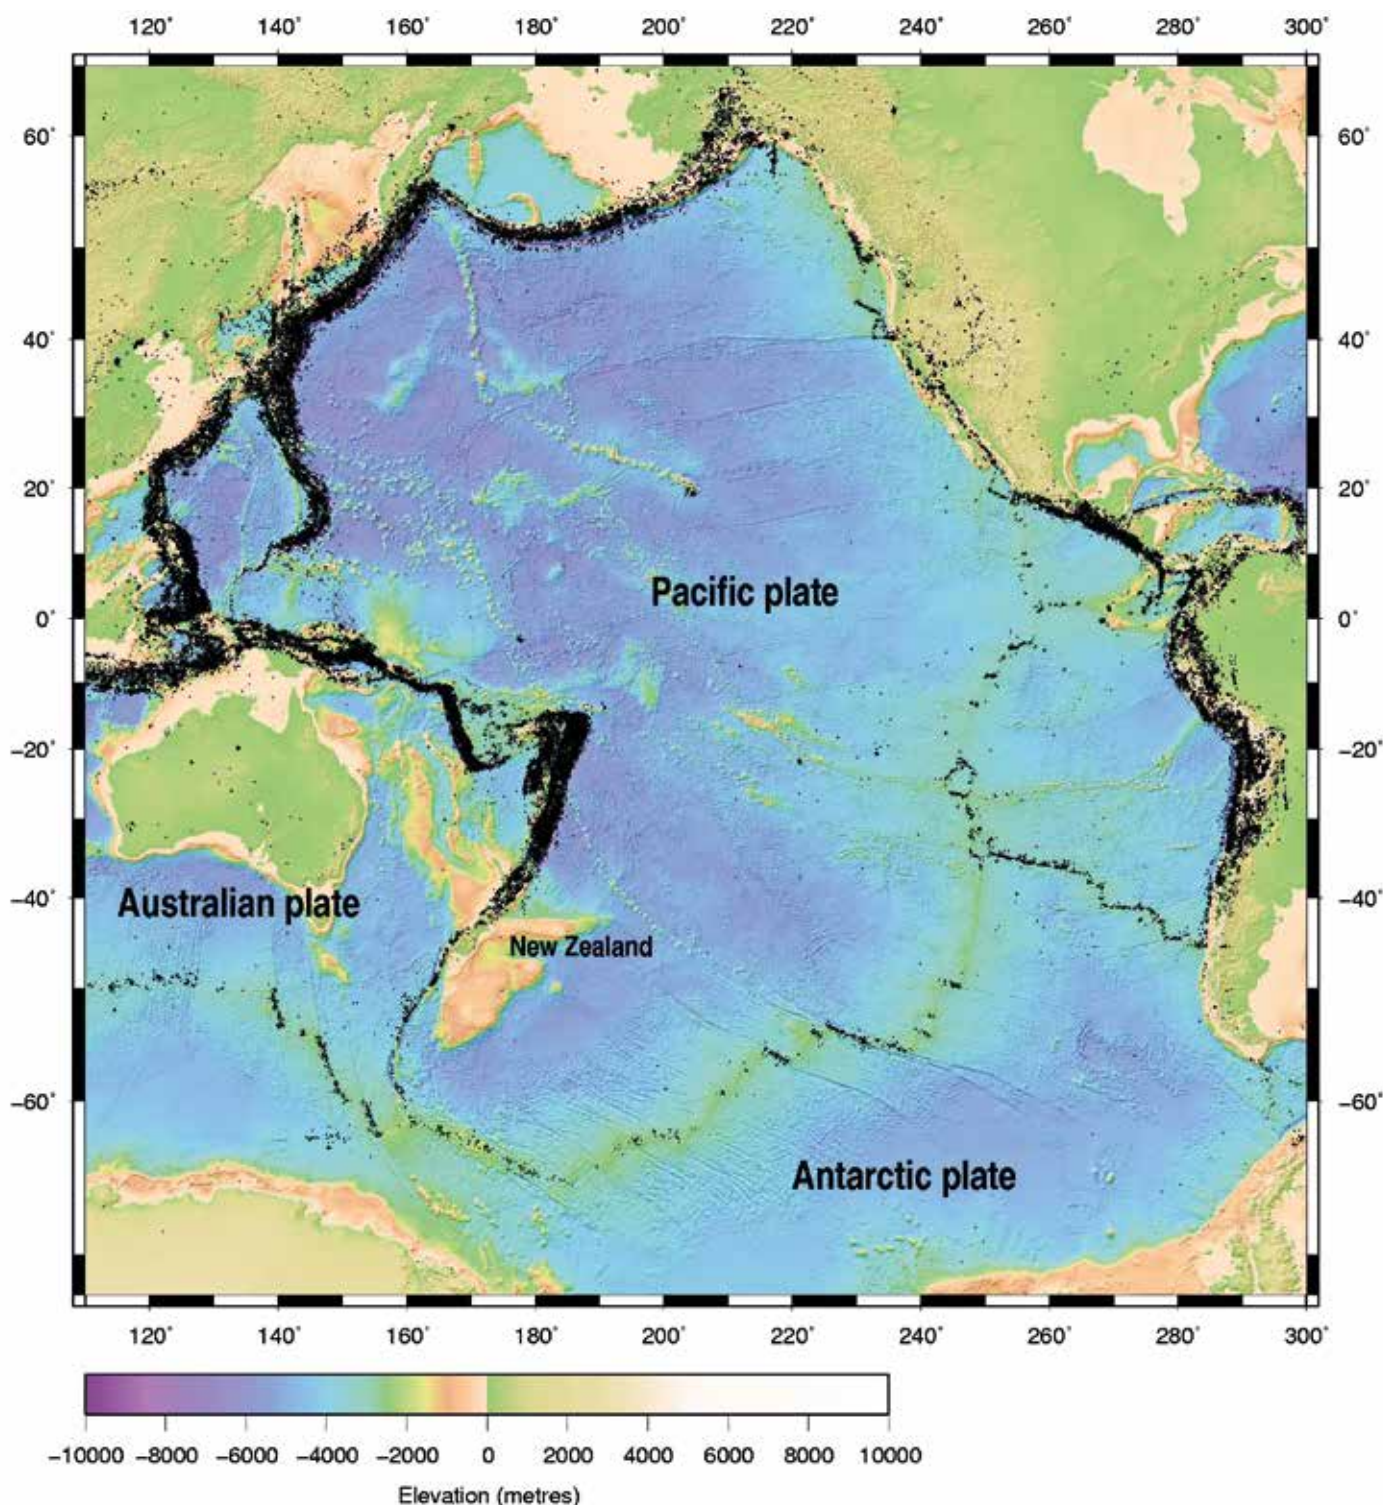 120° 140° 160° 180° 200° 220° 240° 260° 280° 300°
60° 60°
40° 40°
20° 20°
Pacific plate
0° 0°
−20° −20°
−40° −40°
Australian plate
New Zealand
−60° −60°
Antarctic plate
120° 140° 160° 180° 200° 220° 240° 260° 280° 300°
−10000 −8000 −6000 −4000 −2000 0 2000 4000 6000 8000 10000
Elevation (metres)